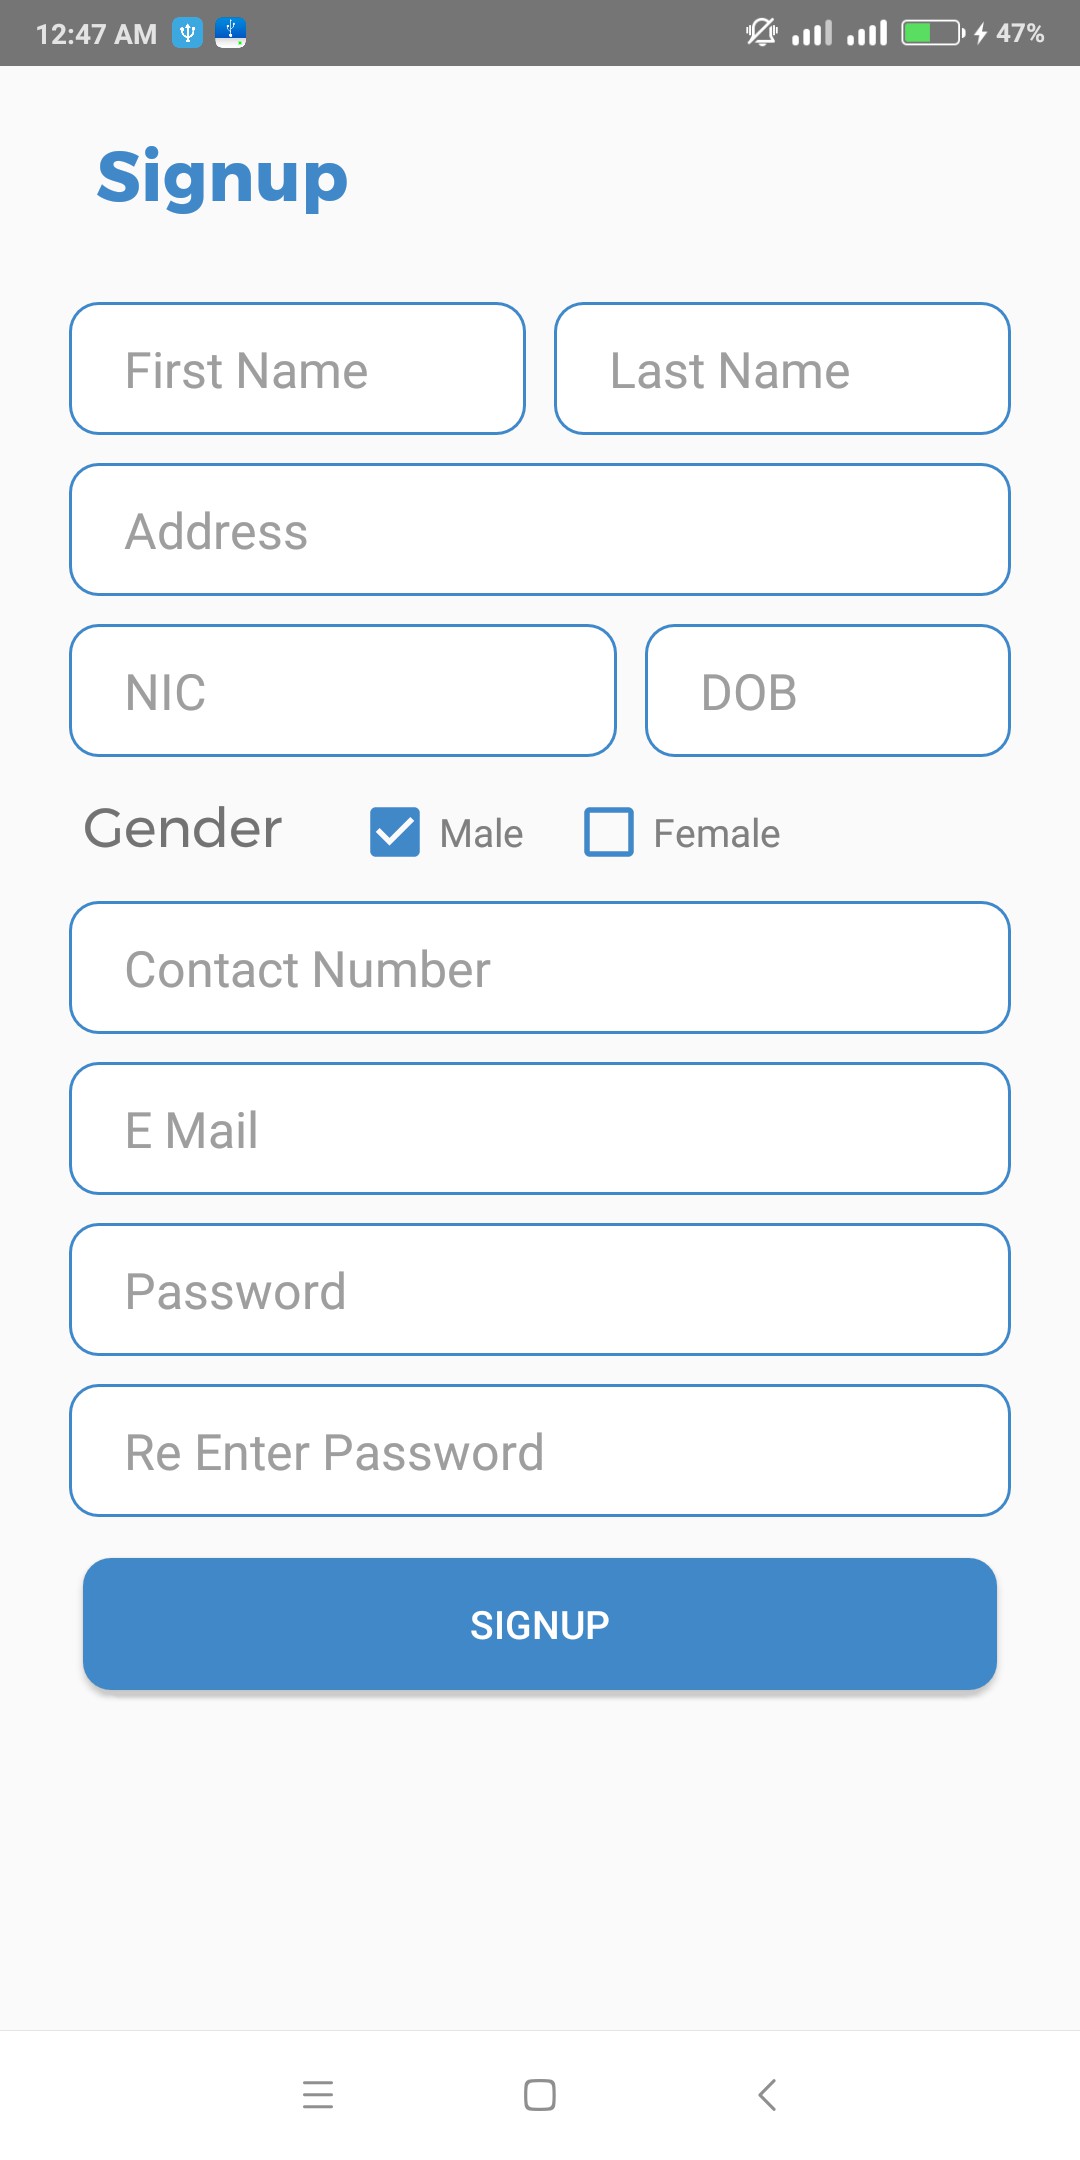 12:47 AM 47%
Signup
First Name Last Name
Address
NIC DOB
Gender Male Female
Contact Number
E Mail
Password
Re Enter Password
SIGNUP